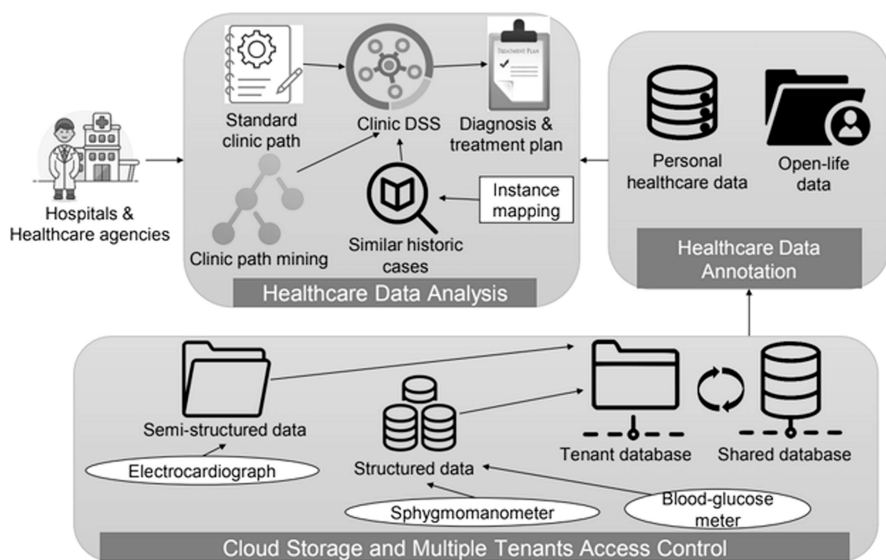 TREATMENT PLAN
Standard
clinic path
Clinic DSS
Diagnosis &
treatment plan
Personal
healthcare data
Open-life
data
Hospitals &
Healthcare agencies
Instance
mapping
Clinic path mining
Similar historic
cases
Healthcare Data Analysis
Healthcare Data
Annotation
Semi-structured data
Electrocardiograph
Structured data
Tenant database
Shared database
Sphygmomanometer
Blood-glucose
meter
Cloud Storage and Multiple Tenants Access Control